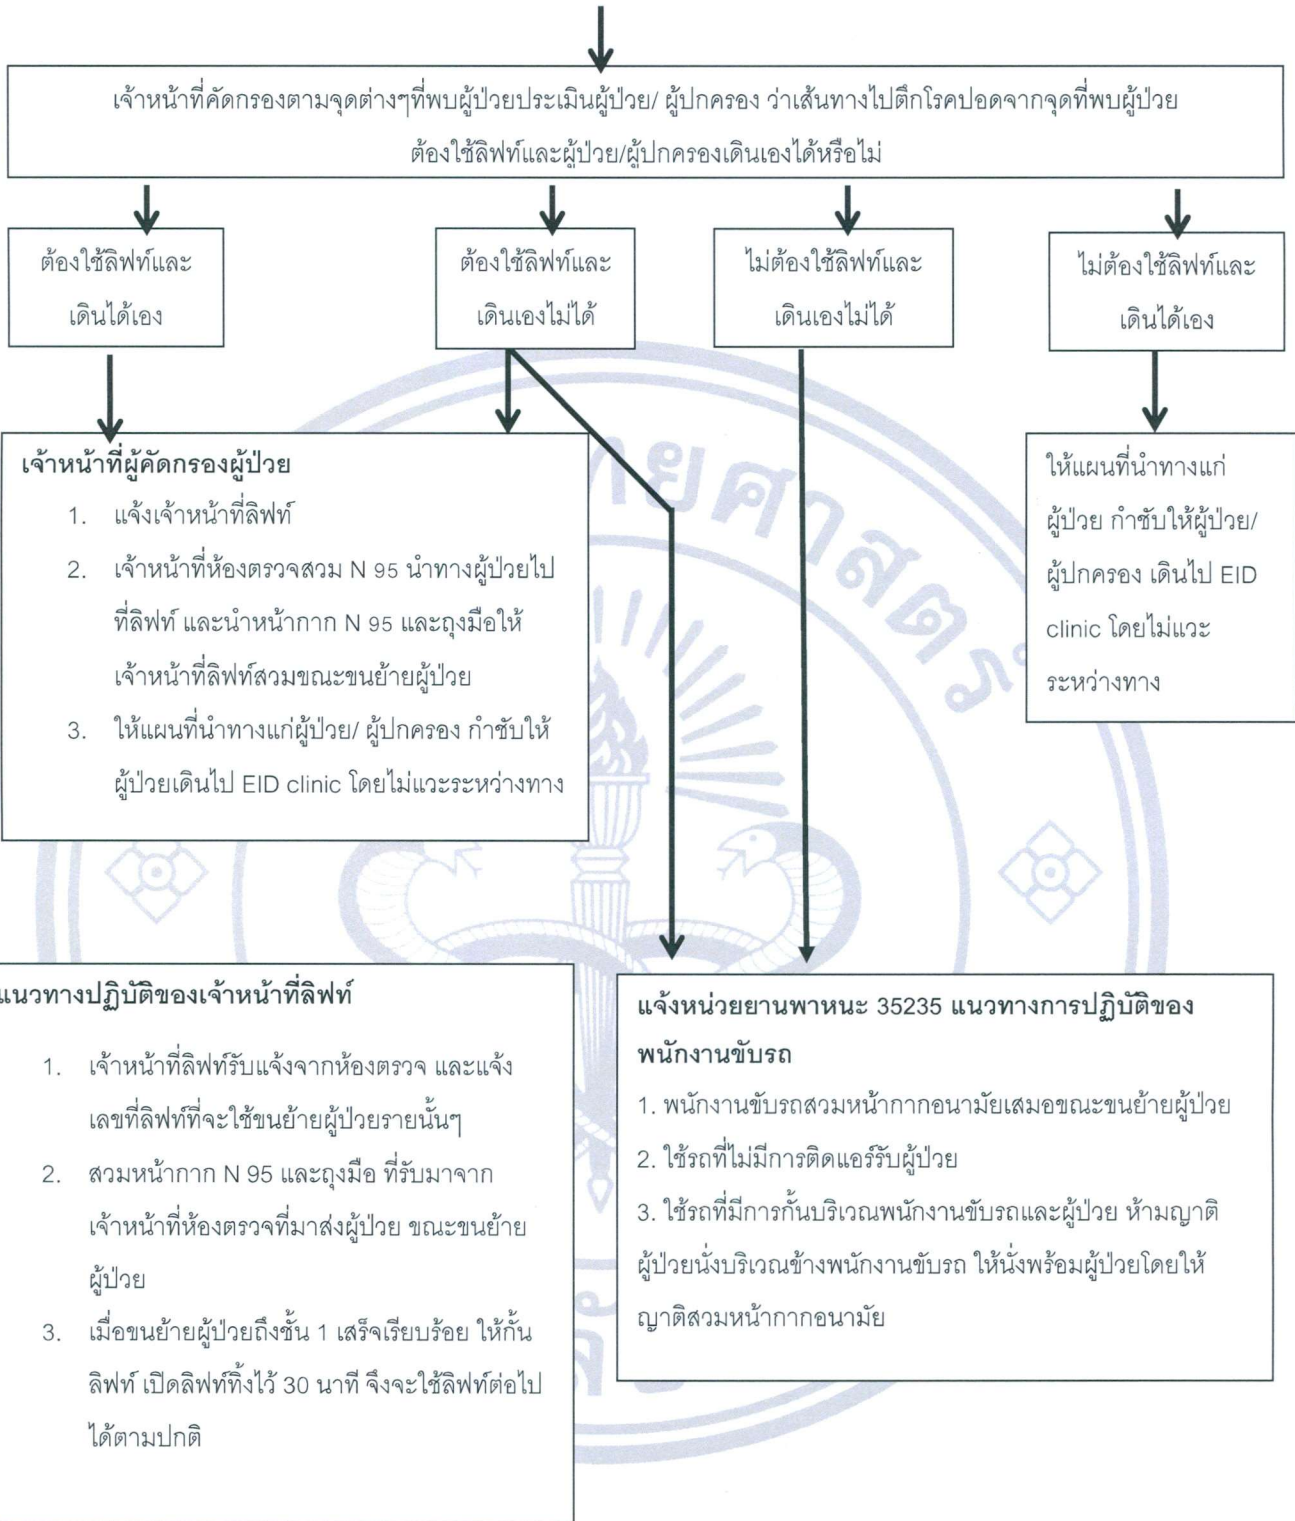 เจ้าหน้าที่คัดกรองตามจุดต่างๆที่พบผู้ป่วยประเมินผู้ป่วย/ ผู้ปกครอง ว่าเส้นทางไปตึกโรคปอดจากจุดที่พบผู้ป่วย
ต้องใช้ลิฟท์และผู้ป่วย/ผู้ปกครองเดินเองได้หรือไม่
ต้องใช้ลิฟท์และ
เดินได้เอง
ต้องใช้ลิฟท์และ
เดินเองไม่ได้
ไม่ต้องใช้ลิฟท์และ
เดินเองไม่ได้
ไม่ต้องใช้ลิฟท์และ
เดินได้เอง
เจ้าหน้าที่ผู้คัดกรองผู้ป่วย
1. แจ้งเจ้าหน้าที่ลิฟท์
2. เจ้าหน้าที่ห้องตรวจสวม N 95 นำทางผู้ป่วยไป
ที่ลิฟท์ และนำหน้ากาก N 95 และถุงมือให้
เจ้าหน้าที่ลิฟท์สวมขณะขนย้ายผู้ป่วย
3. ให้แผนที่นำทางแก่ผู้ป่วย/ ผู้ปกครอง กำชับให้
ผู้ป่วยเดินไป EID clinic โดยไม่แวะระหว่างทาง
ให้แผนที่นำทางแก่
ผู้ป่วย กำชับให้ผู้ป่วย/
ผู้ปกครอง เดินไป EID
clinic โดยไม่แวะ
ระหว่างทาง
แนวทางปฏิบัติของเจ้าหน้าที่ลิฟท์
1. เจ้าหน้าที่ลิฟท์รับแจ้งจากห้องตรวจ และแจ้ง
เลขที่ลิฟท์ที่จะใช้ขนย้ายผู้ป่วยรายนั้นๆ
2. สวมหน้ากาก N 95 และถุงมือ ที่รับมาจาก
เจ้าหน้าที่ห้องตรวจที่มาส่งผู้ป่วย ขณะขนย้าย
ผู้ป่วย
3. เมื่อขนย้ายผู้ป่วยถึงชั้น 1 เสร็จเรียบร้อย ให้กั้น
ลิฟท์ เปิดลิฟท์ทิ้งไว้ 30 นาที จึงจะใช้ลิฟท์ต่อไป
ได้ตามปกติ
แจ้งหน่วยยานพาหนะ 35235 แนวทางการปฏิบัติของ
พนักงานขับรถ
1. พนักงานขับรถสวมหน้ากากอนามัยเสมอขณะขนย้ายผู้ป่วย
2. ใช้รถที่ไม่มีการติดแอร์รับผู้ป่วย
3. ใช้รถที่มีการกั้นบริเวณพนักงานขับรถและผู้ป่วย ห้ามญาติ
ผู้ป่วยนั่งบริเวณข้างพนักงานขับรถ ให้นั่งพร้อมผู้ป่วยโดยให้
ญาติสวมหน้ากากอนามัย